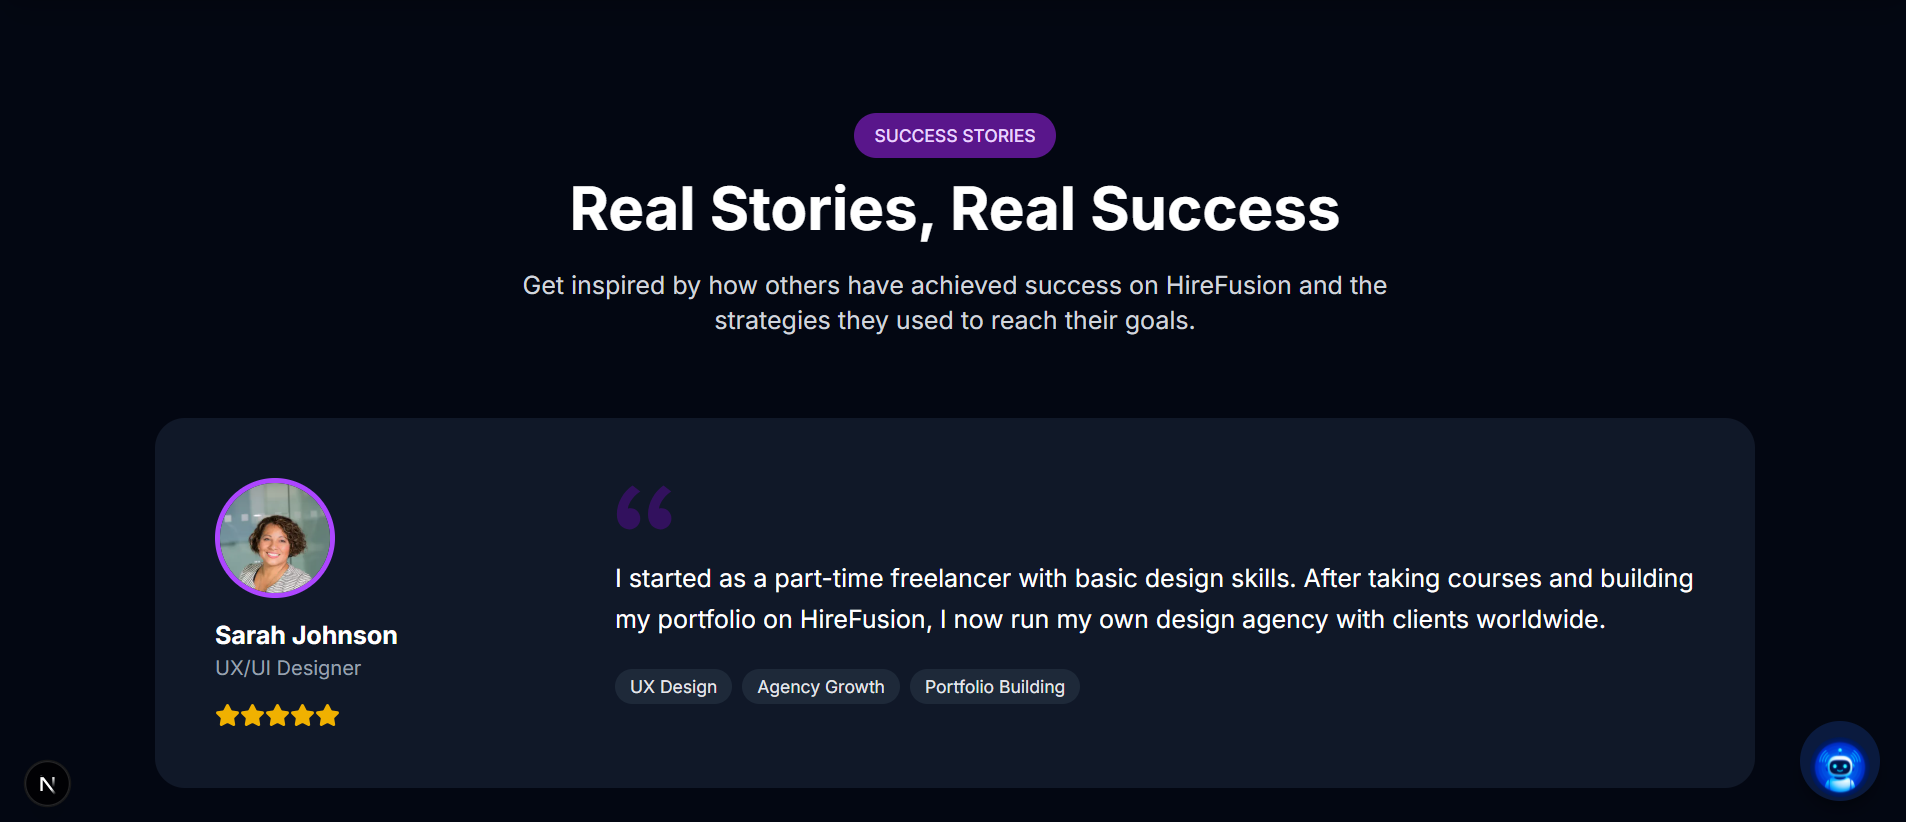 SUCCESS STORIES
Real Stories, Real Success
Get inspired by how others have achieved success on HireFusion and the
strategies they used to reach their goals.
Sarah Johnson
UX/UI Designer
“
I started as a part-time freelancer with basic design skills. After taking courses and building
my portfolio on HireFusion, I now run my own design agency with clients worldwide.
UX Design
Agency Growth
Portfolio Building
N